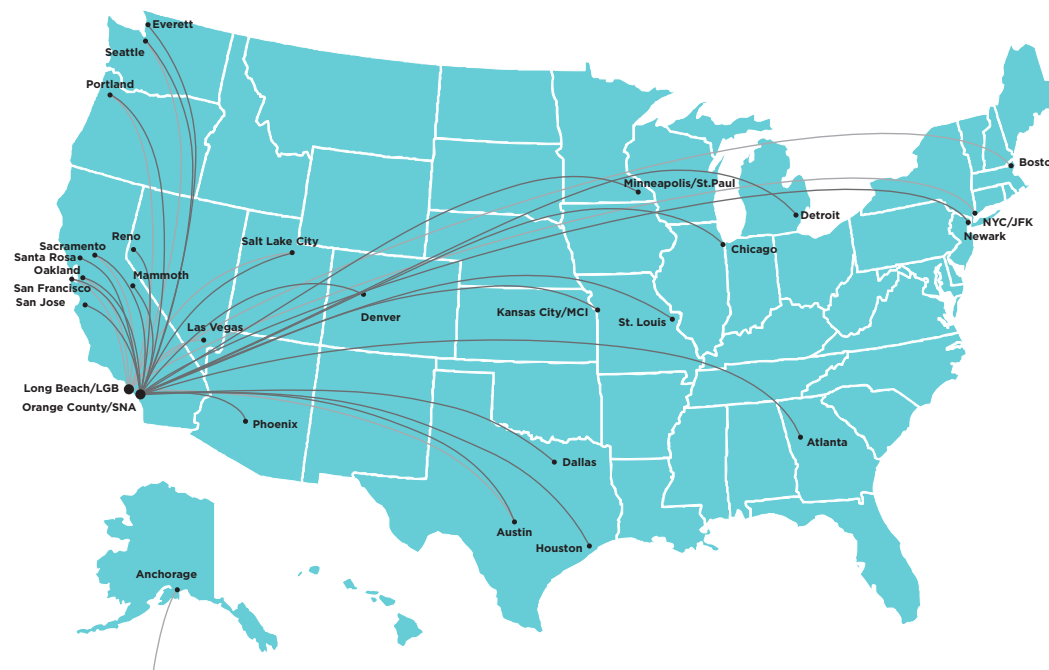 Everett
Seattle
Portland
Bosto
Minneapolis/St.Paul
Detroit
NYC/JFK
Newark
Reno
Salt Lake City
Sacramento
Santa Rosa
Chicago
Oakland
Mammoth
San Francisco
San Jose
Kansas City/MCI
Denver
St. Louis
Las Vegas
Long Beach/LGB
Orange County/SNA
Phoenix
Atlanta
Dallas
Austin
Houston
Anchorage